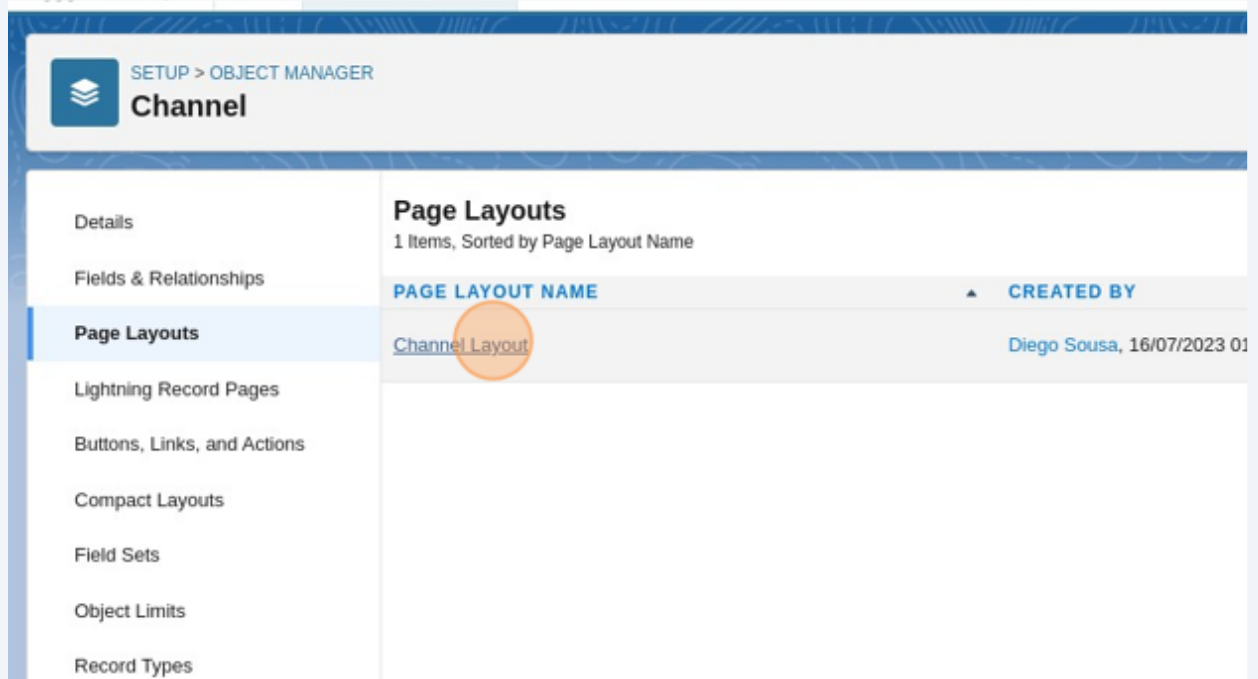 SETUP > OBJECT MANAGER
Channel
Details
Fields & Relationships
Page Layouts
Lightning Record Pages
Buttons, Links, and Actions
Compact Layouts
Field Sets
Object Limits
Record Types
Page Layouts
1 Items, Sorted by Page Layout Name
PAGE LAYOUT NAME CREATED BY
Channel Layout Diego Sousa, 16/07/2023 01